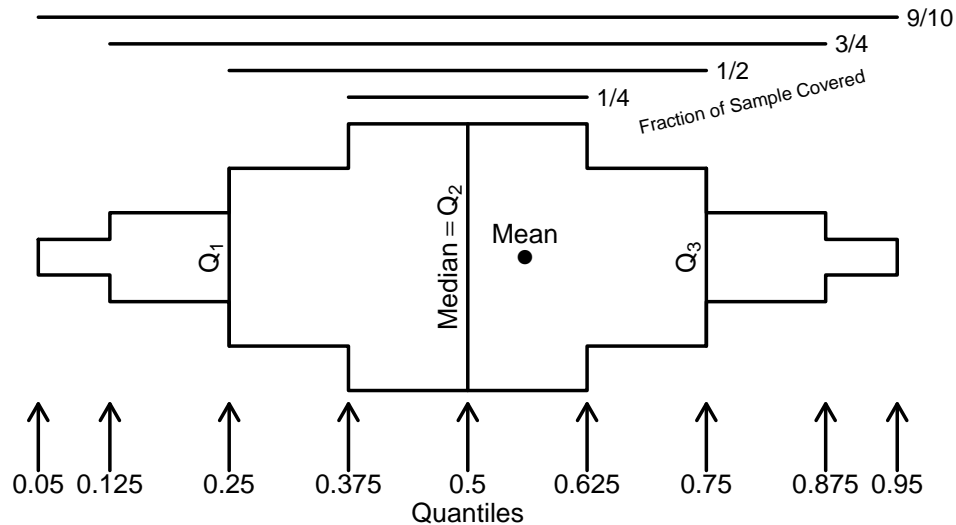 9/10
3/4
1/2
1/4
Fraction of Sample Covered
Q1
Median = Q2
Mean
Q3
0.05 0.125 0.25 0.375 0.5 0.625 0.75 0.875 0.95
Quantiles